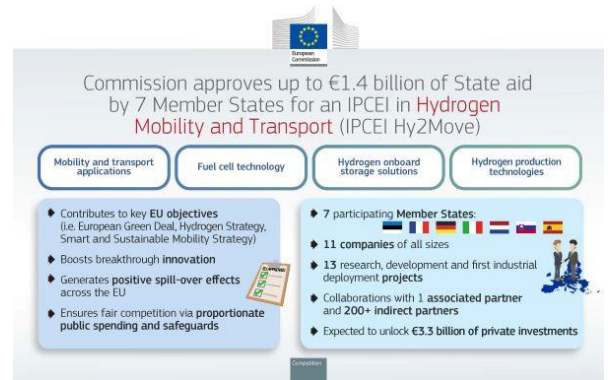 European
Commission
Commission approves up to €1.4 billion of State aid
by 7 Member States for an IPCEI in Hydrogen
Mobility and Transport (IPCEI Hy2Move)
Mobility and transport
applications
Fuel cell technology
Hydrogen onboard
storage solutions
Hydrogen production
technologies
Contributes to key EU objectives
(i.e. European Green Deal, Hydrogen Strategy,
Smart and Sustainable Mobility Strategy)
Boosts breakthrough innovation
Generates positive spill-over effects
across the EU
Ensures fair competition via proportionate
public spending and safeguards
7 participating Member States:
11 companies of all sizes
13 research, development and first industrial
deployment projects
Collaborations with 1 associated partner
and 200+ indirect partners
Expected to unlock €3.3 billion of private investments
Competition